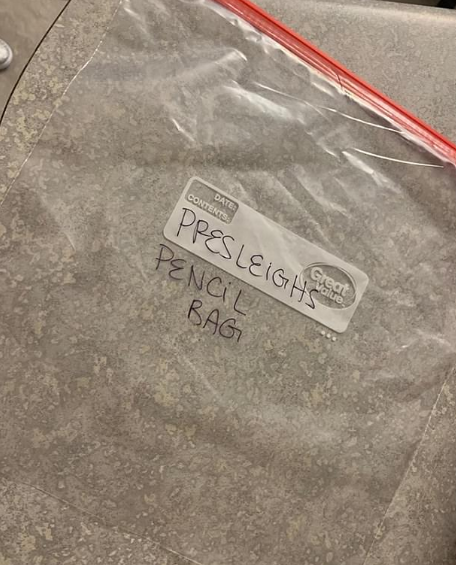 DATE:
CONTENTS:
PRESLEIGHS
Great
Value.
PENCiL
BAG